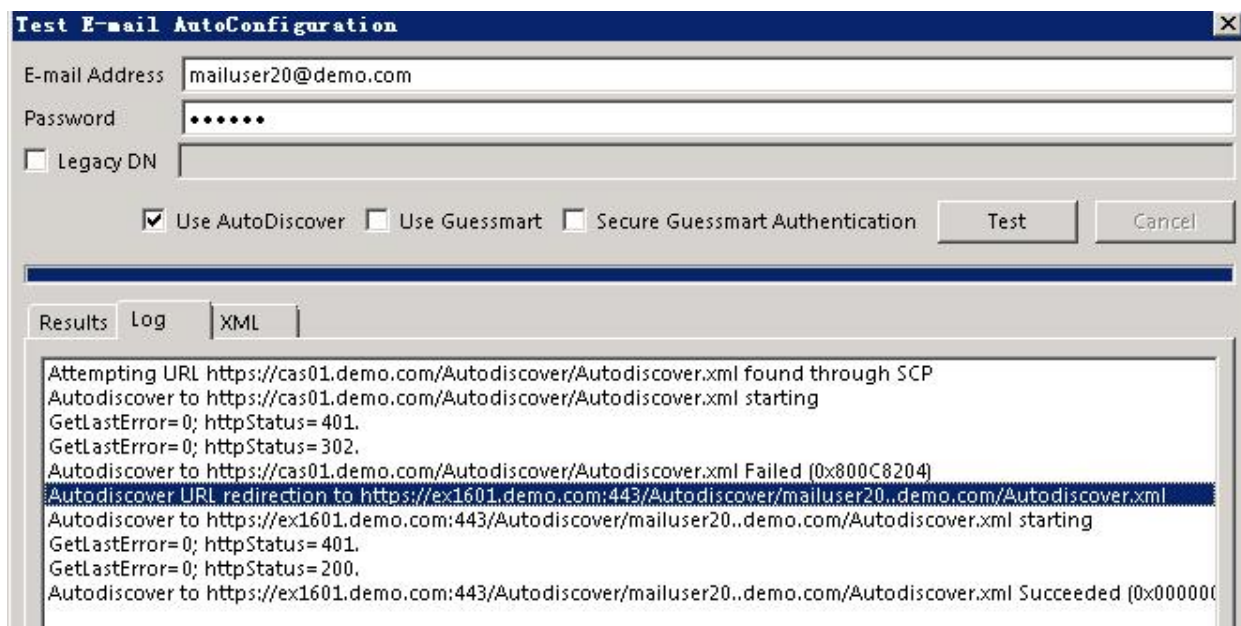 Test E-mail AutoConfiguration
E-mail Address mailuser20@demo.com
Password ••••••
Legacy DN
Use AutoDiscover Use Guessmart Secure Guessmart Authentication Test Cancel
Results Log XML
Attempting URL https://cas01.demo.com/Autodiscover/Autodiscover.xml found through SCP
Autodiscover to https://cas01.demo.com/Autodiscover/Autodiscover.xml starting
GetLastError=0; httpStatus=401.
GetLastError=0; httpStatus=302.
Autodiscover to https://cas01.demo.com/Autodiscover/Autodiscover.xml Failed (0x800C8204)
Autodiscover URL redirection to https://ex1601.demo.com:443/Autodiscover/mailuser20..demo.com/Autodiscover.xml
Autodiscover to https://ex1601.demo.com:443/Autodiscover/mailuser20..demo.com/Autodiscover.xml starting
GetLastError=0; httpStatus=401.
GetLastError=0; httpStatus=200.
Autodiscover to https://ex1601.demo.com:443/Autodiscover/mailuser20..demo.com/Autodiscover.xml Succeeded (0x000000